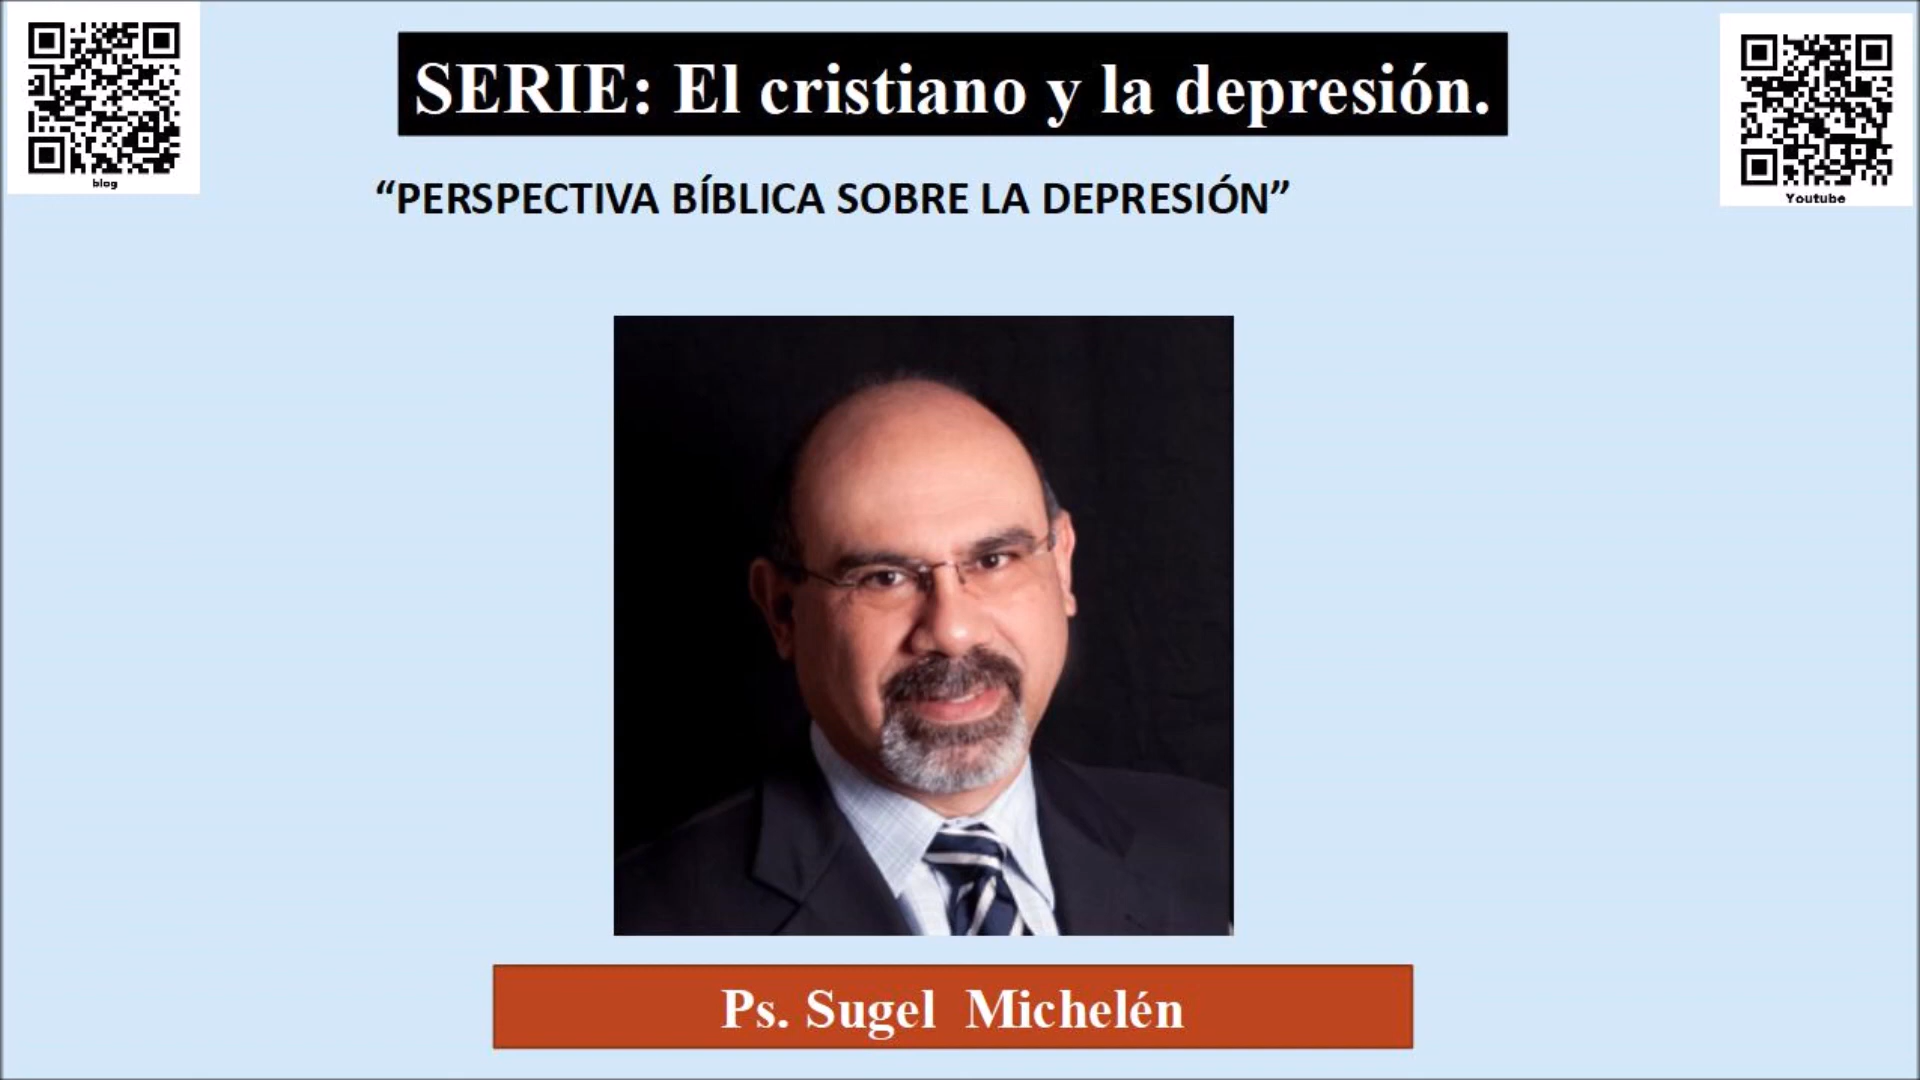 SERIE: El cristiano y la depresión.
“PERSPECTIVA BÍBLICA SOBRE LA DEPRESIÓN”
blog
Youtube
Ps. Sugel  Michelén